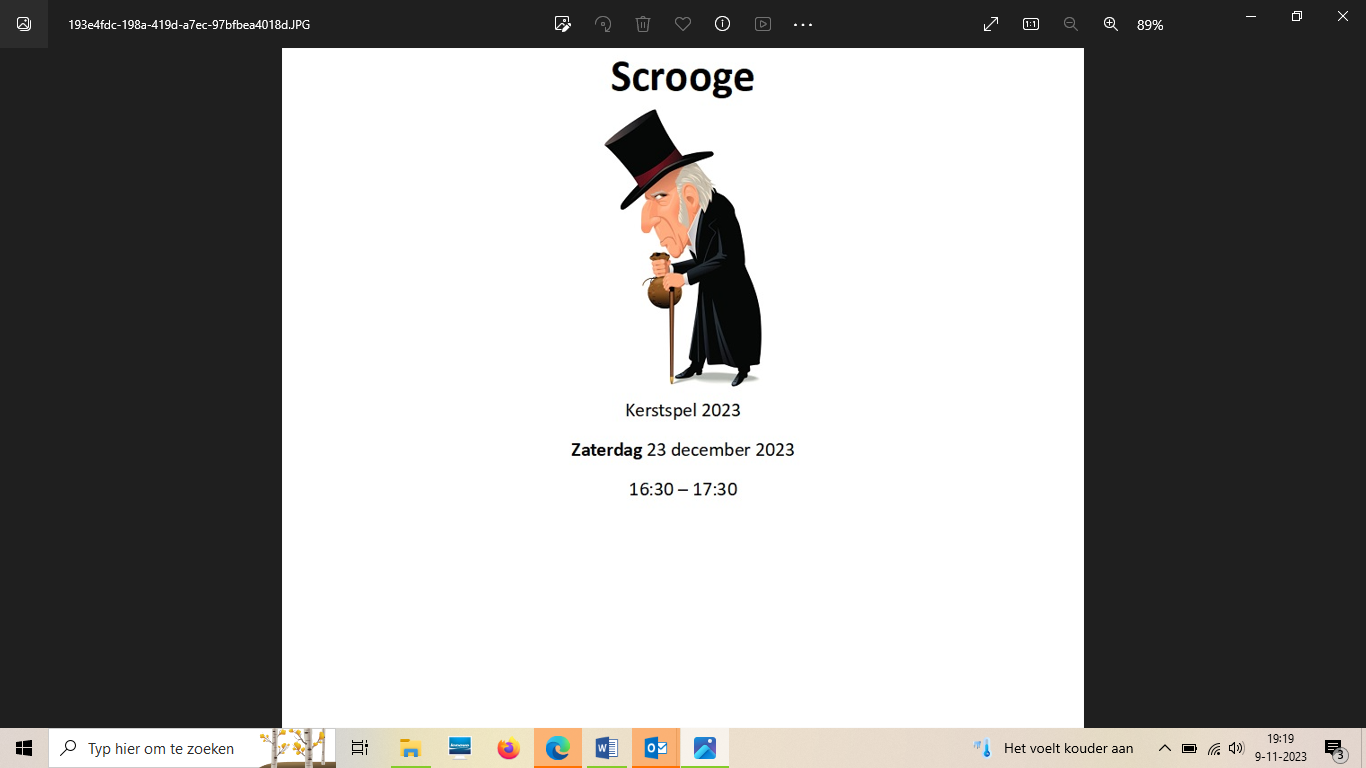 193e4fdc-198a-419d-a7ec-97bfbea4018d.JPG
89%
Scrooge
Kerstspel 2023
Zaterdag 23 december 2023
16:30 – 17:30
Typ hier om te zoeken
Het voelt kouder aan
19:19
9-11-2023
3